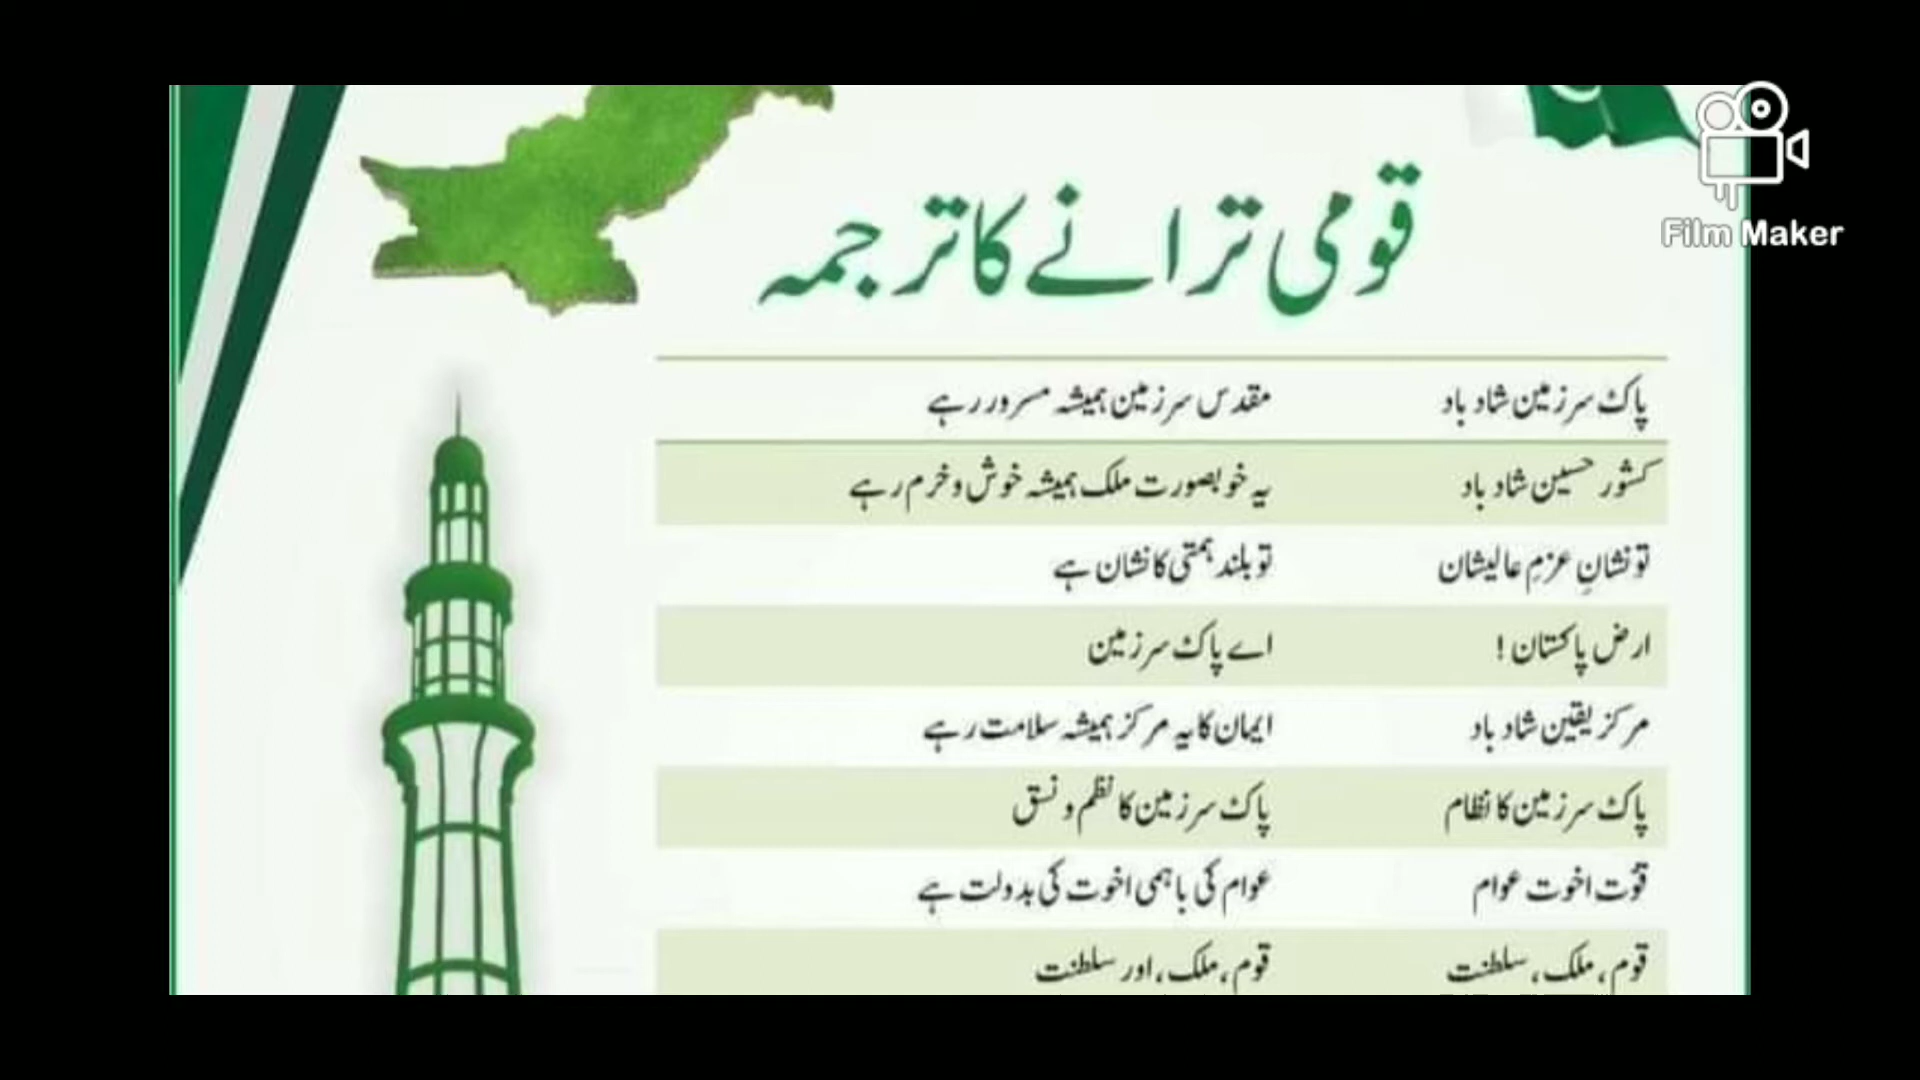 Film Maker
قومی ترانے کا ترجمہ
پاک سرزمین شاد باد مقدس سرزمین ہمیشہ مسرور رہے
کشور حسین شاد باد یہ خوبصورت ملک ہمیشہ خوش و خرم رہے
تو نشانِ عزمِ عالیشان تو بلند ہمتی کا نشان ہے
ارض پاکستان ! اے پاک سرزمین
مرکز یقین شاد باد ایمان کا یہ مرکز ہمیشہ سلامت رہے
پاک سرزمین کا نظام پاک سرزمین کا نظم و نسق
قوّت اخوت عوام عوام کی باہمی اخوت کی بدولت ہے
قوم ، ملک ، سلطنت قوم ، ملک ، اور سلطنت